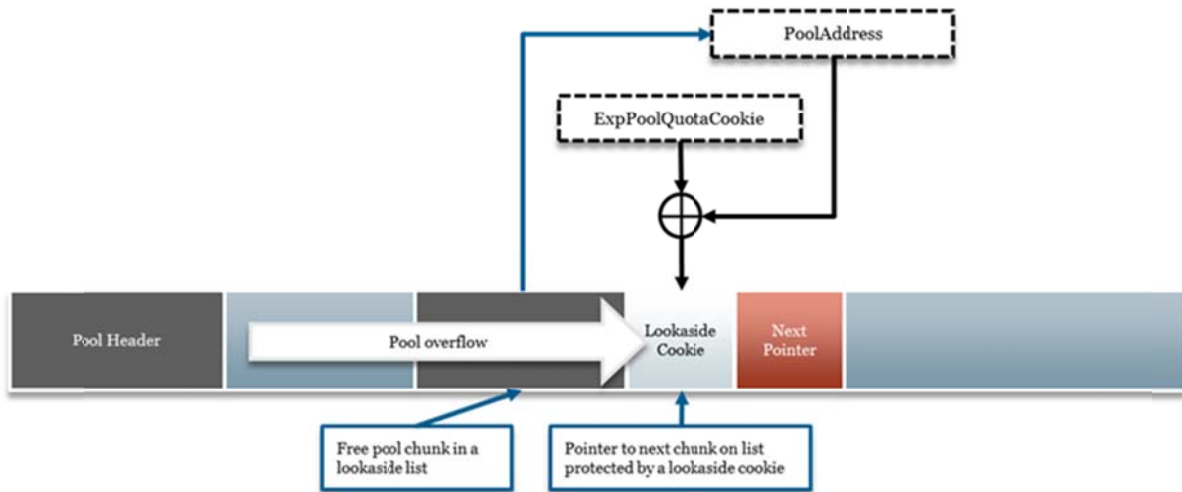 PoolAddress
ExpPoolQuotaCookie
Pool Header
Pool overflow
Lookaside
Cookie
Next
Pointer
Free pool chunk in a
lookaside list
Pointer to next chunk on list
protected by a lookaside cookie